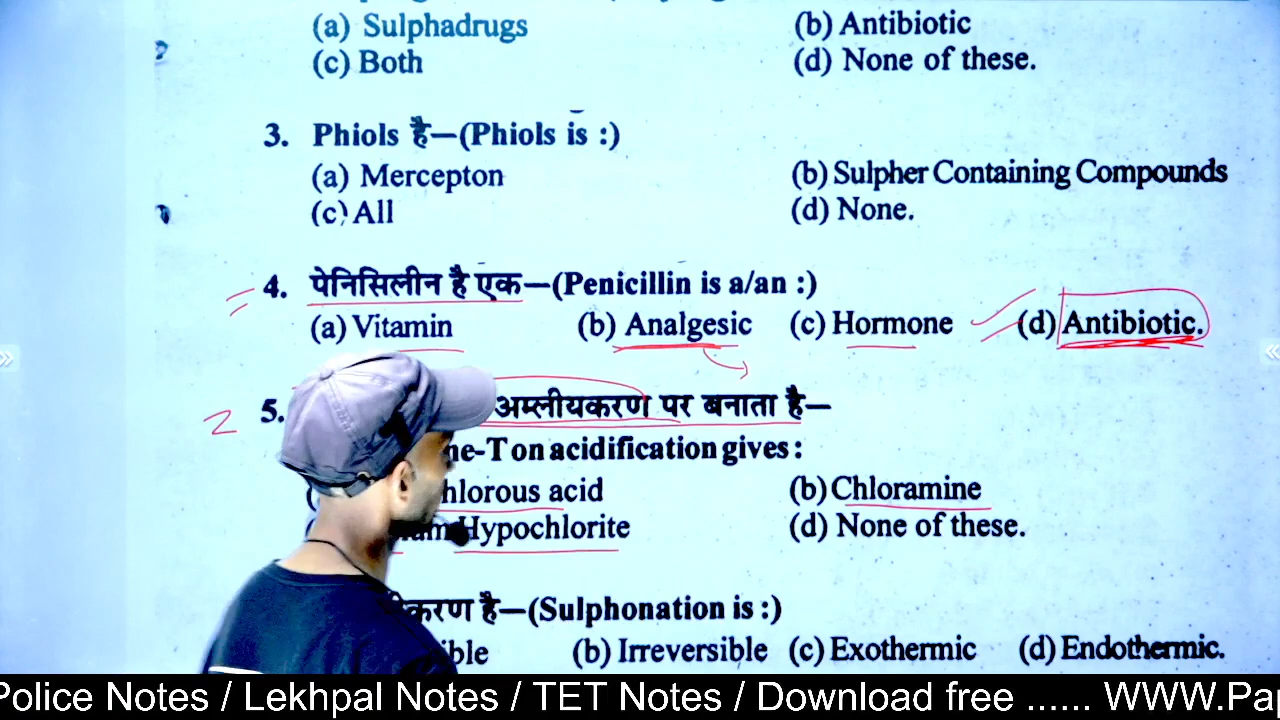 (a) Sulphadrugs (b) Antibiotic
(c) Both (d) None of these.
3. Phiols है—(Phiols is :)
(a) Mercepton (b) Sulpher Containing Compounds
(c) All (d) None.
4. पेनिसिलीन है एक—(Penicillin is a/an :)
(a) Vitamin (b) Analgesic (c) Hormone (d) Antibiotic.
5. अम्लीयकरण पर बनाता है—
ne-T on acidification gives :
hlorous acid (b) Chloramine
Hypochlorite (d) None of these.
करण है—(Sulphonation is :)
ble (b) Irreversible (c) Exothermic (d) Endothermic.
Police Notes / Lekhpal Notes / TET Notes / Download free ...... WWW.Pa